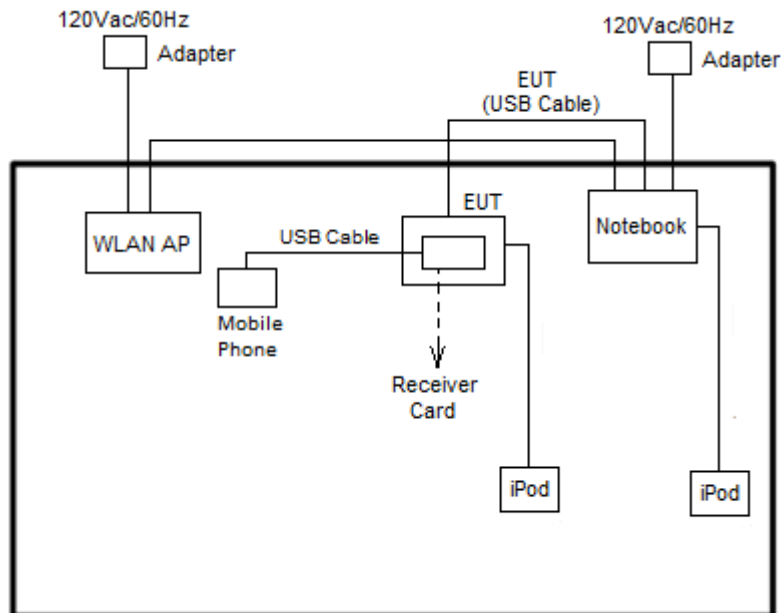 120Vac/60Hz
Adapter
120Vac/60Hz
Adapter
EUT
(USB Cable)
WLAN AP
USB Cable
EUT
Notebook
Mobile
Phone
Receiver
Card
iPod
iPod